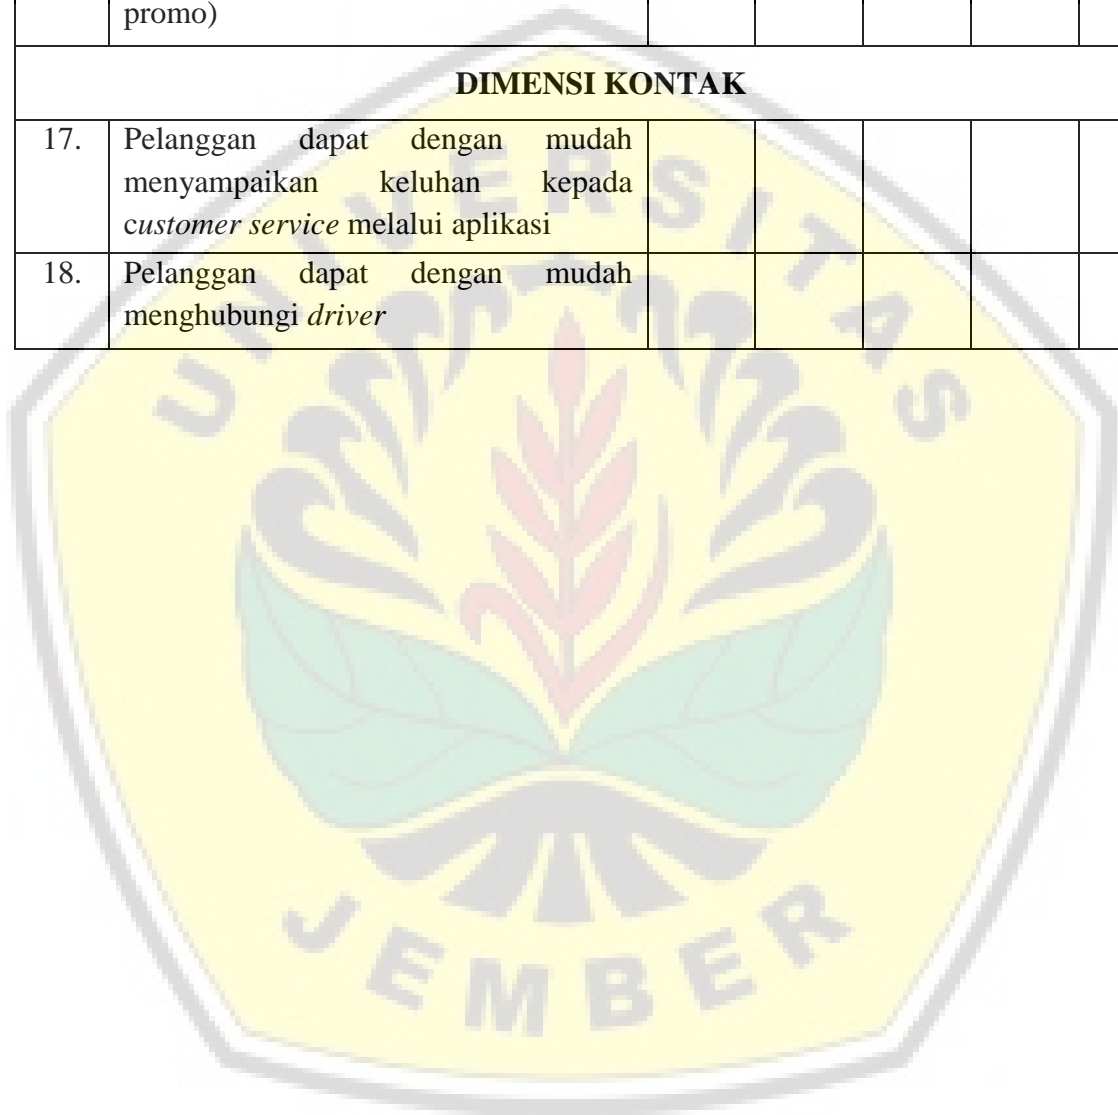 promo)
DIMENSI KONTAK
17. Pelanggan dapat dengan mudah
menyampaikan keluhan kepada
customer service melalui aplikasi
18. Pelanggan dapat dengan mudah
menghubungi driver
UNIVERSITAS
JEMBER